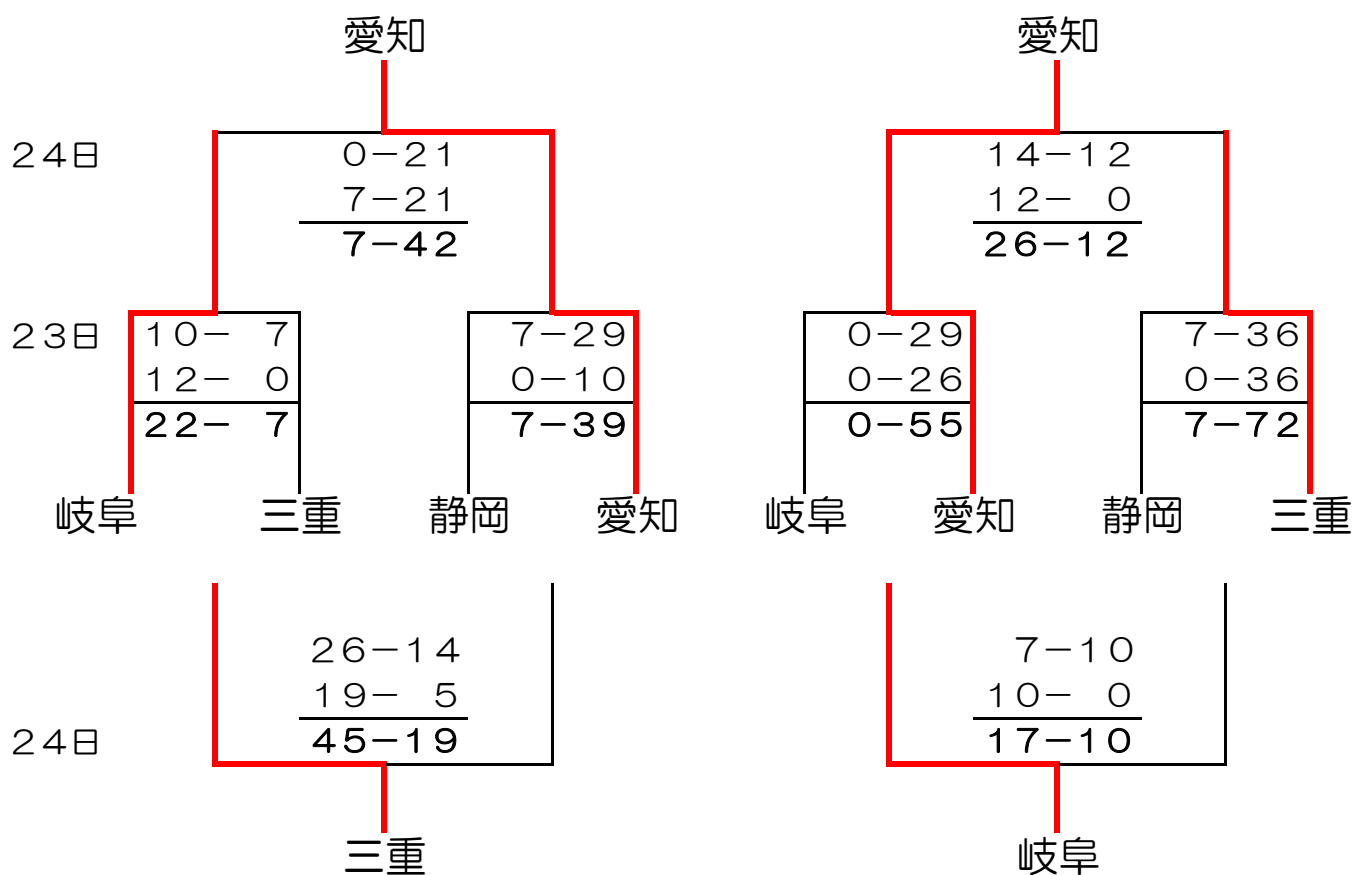 愛知 愛知
24日 0-21 14-12
7-21 12- 0
7-42 26-12
23日 10- 7 7-29 0-29 7-36
12- 0 0-10 0-26 0-36
22- 7 7-39 0-55 7-72
岐阜 三重 静岡 愛知 岐阜 愛知 静岡 三重
26-14 7-10
19- 5 10- 0
24日 45-19 17-10
三重 岐阜